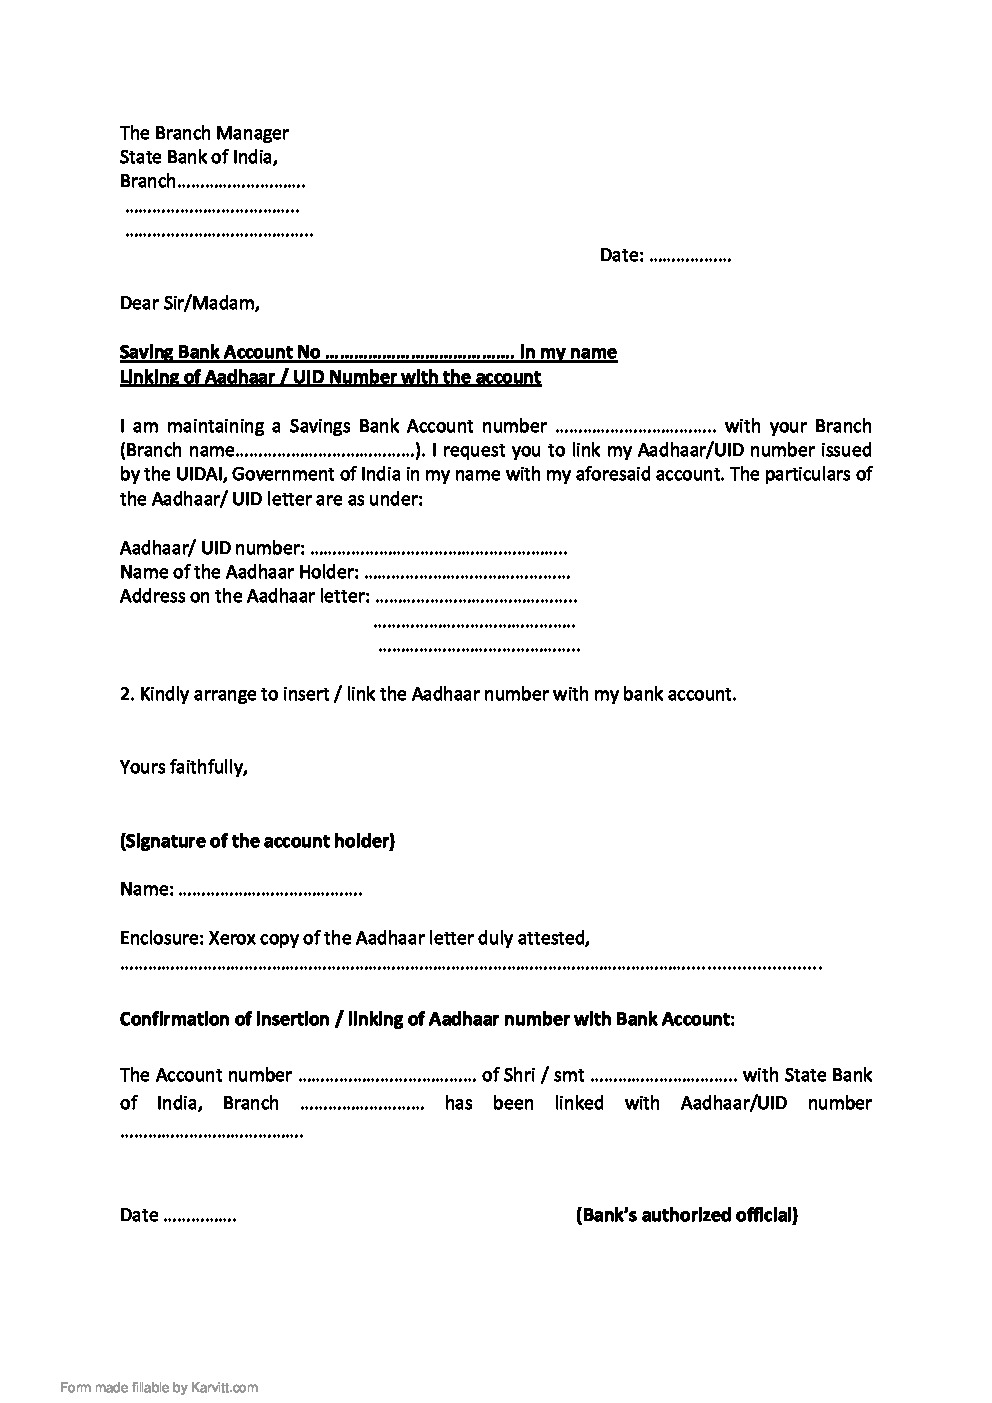 The Branch Manager
State Bank of India,
Branch............................
......................................
.........................................
Date: ..................
Dear Sir/Madam,
Saving Bank Account No ........................................ in my name
Linking of Aadhaar / UID Number with the account
I am maintaining a Savings Bank Account number ................................... with your Branch
(Branch name.......................................). I request you to link my Aadhaar/UID number issued
by the UIDAI, Government of India in my name with my aforesaid account. The particulars of
the Aadhaar/ UID letter are as under:
Aadhaar/ UID number: ........................................................
Name of the Aadhaar Holder: .............................................
Address on the Aadhaar letter: ............................................
............................................
............................................
2. Kindly arrange to insert / link the Aadhaar number with my bank account.
Yours faithfully,
(Signature of the account holder)
Name: ........................................
Enclosure: Xerox copy of the Aadhaar letter duly attested,
.........................................................................................................................................................
Confirmation of insertion / linking of Aadhaar number with Bank Account:
The Account number ....................................... of Shri / smt ................................ with State Bank
of India, Branch ........................... has been linked with Aadhaar/UID number
........................................
Date ................ (Bank's authorized official)
Form made fillable by Karvitt.com